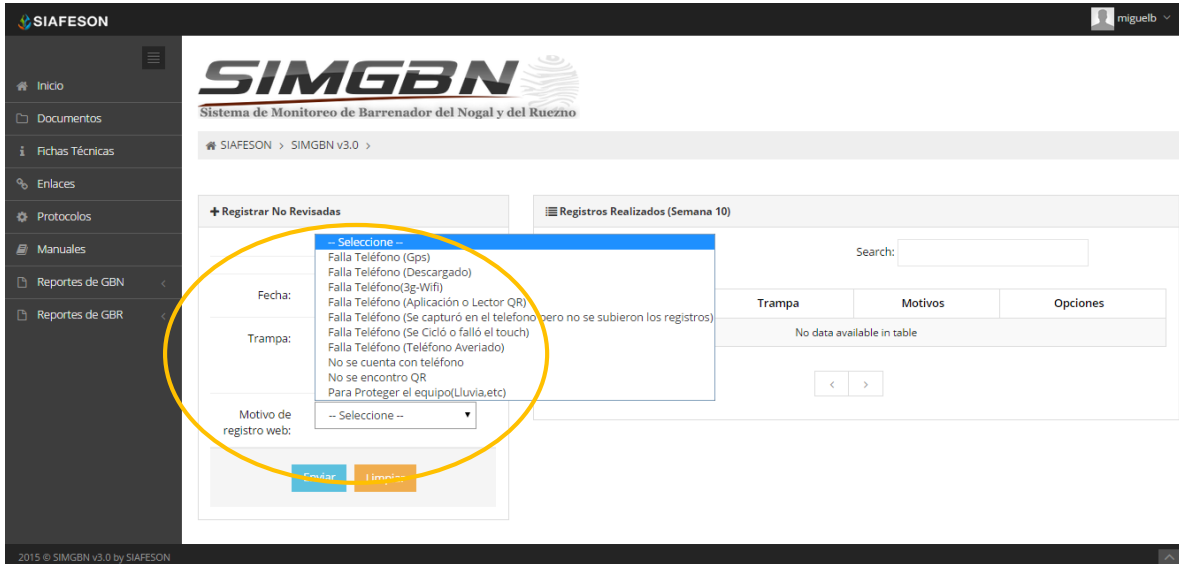 SIAFESON
miguelb
Inicio
Documentos
Fichas Técnicas
Enlaces
Protocolos
Manuales
Reportes de GBN
Reportes de GBR
SIMGBN
Sistema de Monitoreo de Barrenador del Nogal y del Ruezno
SIAFESON > SIMGBN v3.0 >
Registrar No Revisadas
Fecha:
Trampa:
-- Seleccione --
Falla Teléfono (Gps)
Falla Teléfono (Descargado)
Falla Teléfono(3g-Wifi)
Falla Teléfono (Aplicación o Lector QR)
Falla Teléfono (Se capturó en el telefono pero no se subieron los registros)
Falla Teléfono (Se Cicló o falló el touch)
Falla Teléfono (Teléfono Averiado)
No se cuenta con teléfono
No se encontro QR
Para Proteger el equipo(Lluvia,etc)
Motivo de
registro web:
-- Seleccione --
Enviar
Limpiar
Registros Realizados (Semana 10)
Search:
Trampa Motivos Opciones
No data available in table
< >
2015 © SIMGBN v3.0 by SIAFESON